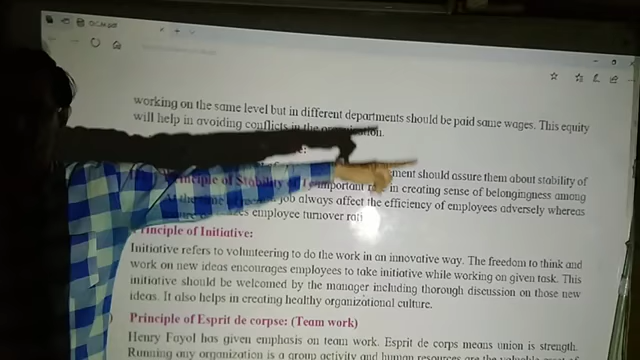 working on the same level but in different departments should be paid same wages. This equity
will help in avoiding conflicts in the organization.
ment should assure them about stability of
Principle of Stability of
important in creating sense of belongingness among
job always affect the efficiency of employees adversely whereas
employee turnover
Principle of Initiative:
Initiative refers to volunteering to do the work in an innovative way. The freedom to think and
work on new ideas encourages employees to take initiative while working on given task. This
initiative should be welcomed by the manager including thorough discussion on those new
ideas. It also helps in creating healthy organizational culture.
) Principle of Esprit de corpse: (Team work)
Henry Fayol has given emphasis on team work. Esprit de corps means union is strength.
Running any organization is a group activity and human resources are the valuable asset of